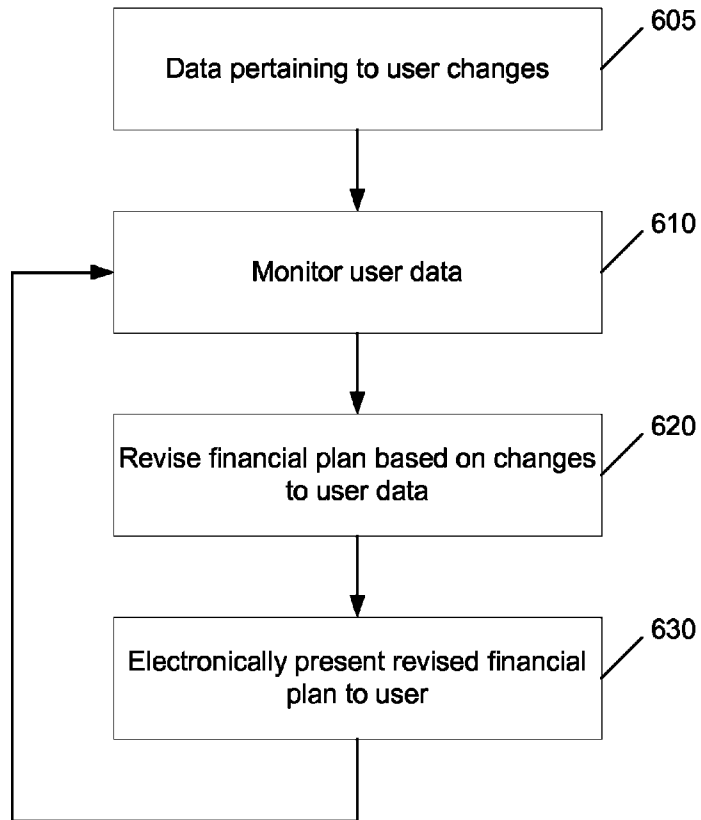 605
Data pertaining to user changes
610
Monitor user data
620
Revise financial plan based on changes
to user data
630
Electronically present revised financial
plan to user